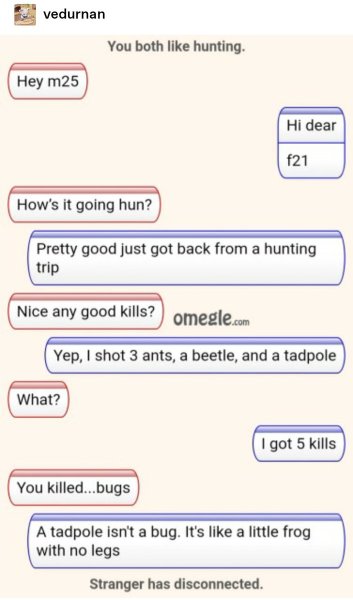 vedurnan
You both like hunting.
Hey m25
Hi dear
f21
How's it going hun?
Pretty good just got back from a hunting
trip
Nice any good kills?
omegle.com
Yep, I shot 3 ants, a beetle, and a tadpole
What?
I got 5 kills
You killed...bugs
A tadpole isn't a bug. It's like a little frog
with no legs
Stranger has disconnected.